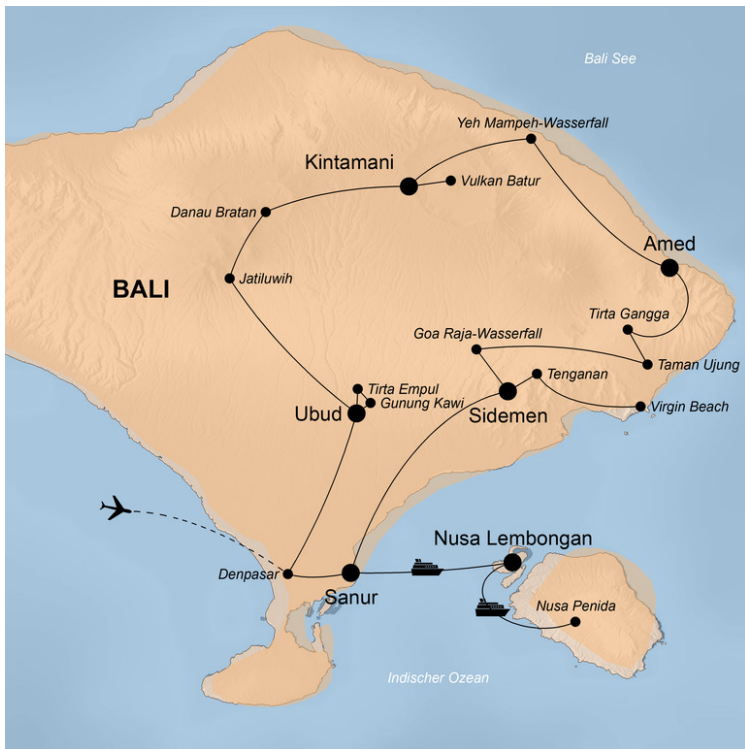 Bali See
Yeh Mampeh-Wasserfall
Kintamani
Vulkan Batur
Danau Bratan
Amed
Jatiluwih
BALI
Tirta Gangga
Goa Raja-Wasserfall
Taman Ujung
Tenganan
Tirta Empul
Gunung Kawi
Ubud
Sidemen
Virgin Beach
Nusa Lembongan
Denpasar
Sanur
Nusa Penida
Indischer Ozean